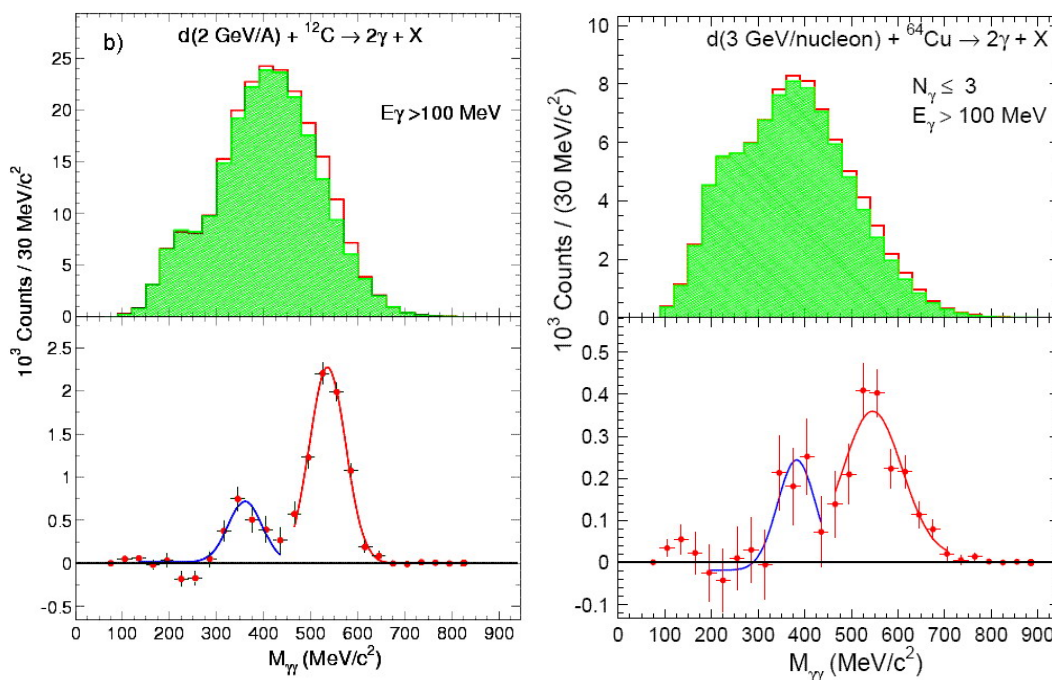 b)
d(2 GeV/A) + ¹²C → 2γ + X
Eγ >100 MeV
10³ Counts / 30 MeV/c²
25
20
15
10
5
0
2.5
2
1.5
1
0.5
0
-0.5
0 100 200 300 400 500 600 700 800 900
Mγγ (MeV/c²)
d(3 GeV/nucleon) + ⁶⁴Cu → 2γ + X
Nγ ≤ 3
Eγ > 100 MeV
10³ Counts / (30 MeV/c²)
10
8
6
4
2
0
0.5
0.4
0.3
0.2
0.1
0
-0.1
0 100 200 300 400 500 600 700 800 900
Mγγ (MeV/c²)